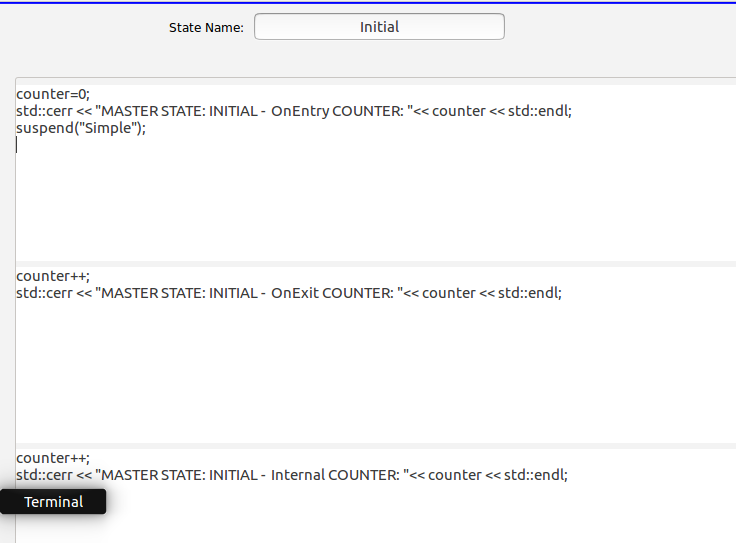 State Name: Initial
counter=0;
std::cerr << "MASTER STATE: INITIAL -  OnEntry COUNTER: "<< counter << std::endl;
suspend("Simple");
counter++;
std::cerr << "MASTER STATE: INITIAL -  OnExit COUNTER: "<< counter << std::endl;
counter++;
std::cerr << "MASTER STATE: INITIAL -  Internal COUNTER: "<< counter << std::endl;
Terminal